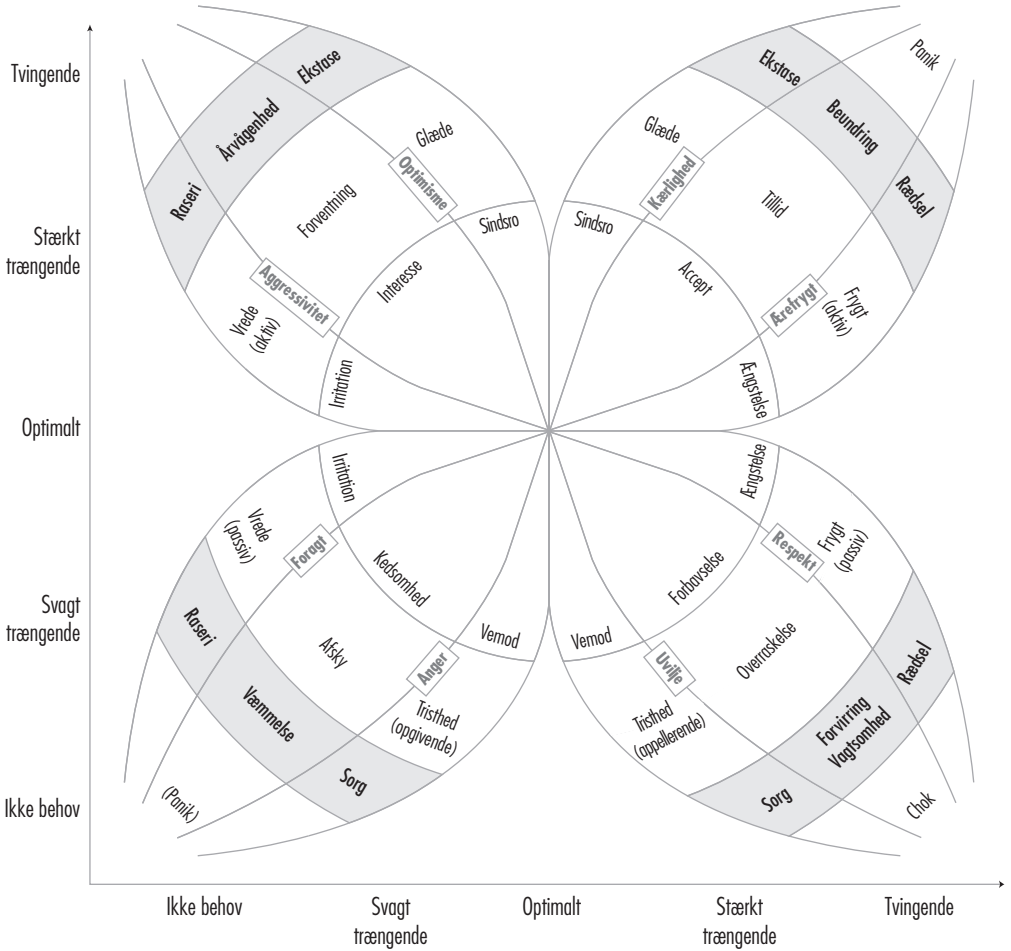 Tvingende
Stærkt
trængende
Optimalt
Svagt
trængende
Ikke behov
Ekstase
Årvågenhed
Raseri
Glæde
Optimisme
Forventning
Sindsro
Interesse
Aggressivitet
Vrede
(aktiv)
Irritation
Panik
Ekstase
Beundring
Rædsel
Glæde
Kærlighed
Tillid
Sindsro
Accept
Ærefrygt
Frygt
(aktiv)
Ængstelse
Irritation
Vrede
(passiv)
Foragt
Kedsomhed
Raseri
Afsky
Vemod
Anger
Væmmelse
Tristhed
(opgivende)
Sorg
(Panik)
Ængstelse
Frygt
(passiv)
Respekt
Forbavselse
Vemod
Uvilje
Overraskelse
Rædsel
Tristhed
(appellerende)
Forvirring
Vagtsomhed
Sorg
Chok
Ikke behov
Svagt
trængende
Optimalt
Stærkt
trængende
Tvingende